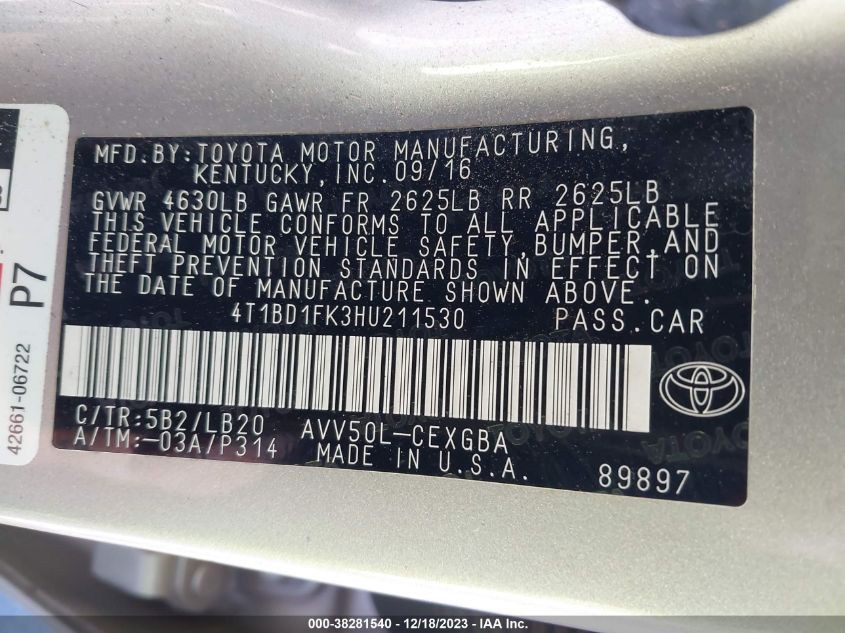 MFD.BY:TOYOTA MOTOR MANUFACTURING,
KENTUCKY,INC.09/16
GVWR 4630LB GAWR FR 2625LB RR 2625LB
THIS VEHICLE CONFORMS TO ALL APPLICABLE
FEDERAL MOTOR VEHICLE SAFETY,BUMPER,AND
THEFT PREVENTION STANDARDS IN EFFECT ON
THE DATE OF MANUFACTURE SHOWN ABOVE.
4T1BD1FK3HU211530 PASS.CAR
C/TR:5B2/LB20 AVV50L-CEXGBA
A/TM:-03A/P314 MADE IN U.S.A.
89897
P7
42661-06722
000-38281540 - 12/18/2023 - IAA Inc.